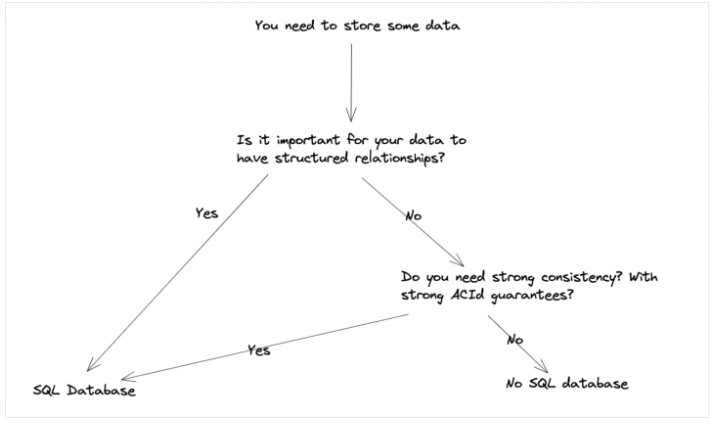 You need to store some data
Is it important for your data to
have structured relationships?
Yes
No
Do you need strong consistency? With
strong ACId guarantees?
Yes
No
SQL Database
No SQL database